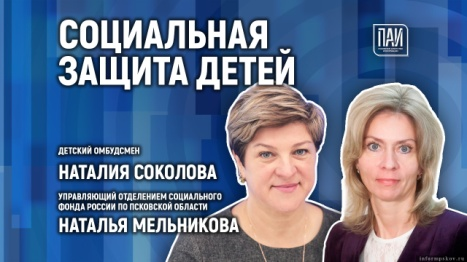 СОЦИАЛЬНАЯ
ЗАЩИТА ДЕТЕЙ
ПАИ
ДЕТСКИЙ ОМБУДСМЕН
НАТАЛИЯ СОКОЛОВА
УПРАВЛЯЮЩИЙ ОТДЕЛЕНИЕМ СОЦИАЛЬНОГО
ФОНДА РОССИИ ПО ПСКОВСКОЙ ОБЛАСТИ
НАТАЛЬЯ МЕЛЬНИКОВА
informpskov.ru